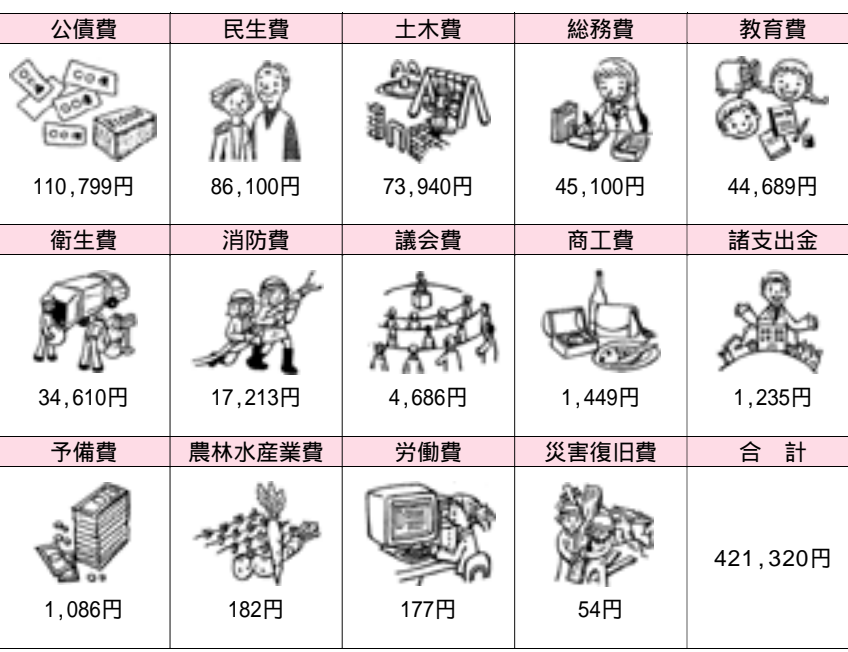 公債費 民生費 土木費 総務費 教育費
110,799円 86,100円 73,940円 45,100円 44,689円
衛生費 消防費 議会費 商工費 諸支出金
34,610円 17,213円 4,686円 1,449円 1,235円
予備費 農林水産業費 労働費 災害復旧費 合 計
421,320円
1,086円 182円 177円 54円